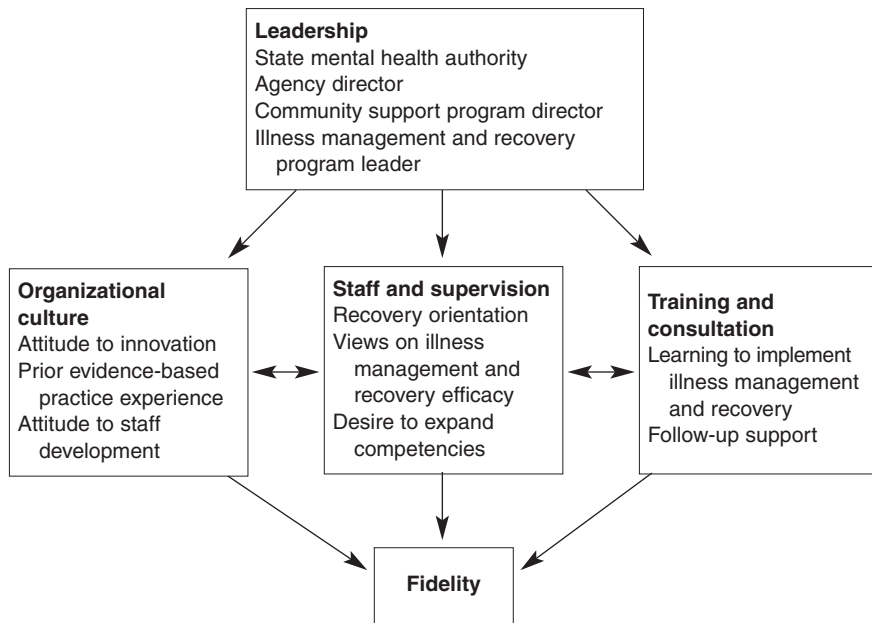 Leadership
State mental health authority
Agency director
Community support program director
Illness management and recovery
program leader
Organizational
culture
Attitude to innovation
Prior evidence-based
practice experience
Attitude to staff
development
Staff and supervision
Recovery orientation
Views on illness
management and
recovery efficacy
Desire to expand
competencies
Training and
consultation
Learning to implement
illness management
and recovery
Follow-up support
Fidelity